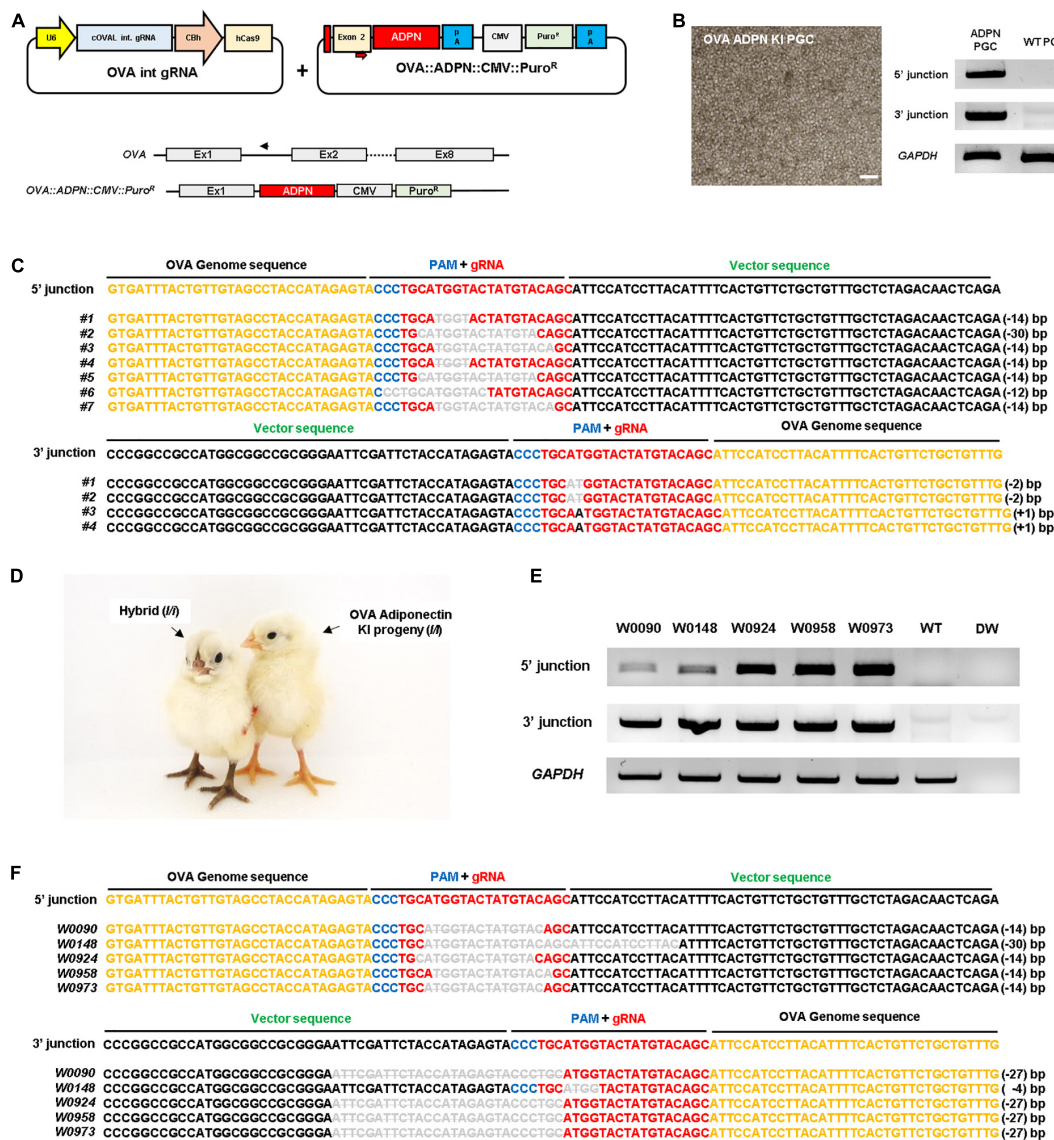 A
U6
cOVAL int. gRNA
CBh
hCas9
OVA int gRNA
+
Exon 2
ADPN
p
A
CMV
Puroᴿ
p
A
OVA::ADPN::CMV::Puroᴿ
OVA
Ex1
Ex2
Ex8
OVA::ADPN::CMV::Puroᴿ
Ex1
ADPN
CMV
Puroᴿ
B
OVA ADPN KI PGC
ADPN
PGC
WT PG
5' junction
3' junction
GAPDH
C
OVA Genome sequence PAM + gRNA Vector sequence
5' junction GTGATTTACTGTTGTAGCCTACCATAGAGTACCCTGCATGGTACTATGTACAGCATTCCATCCTTACATTTTCACTGTTCTGCTGTTTGCTCTAGACAACTCAGA
#1 GTGATTTACTGTTGTAGCCTACCATAGAGTACCCTGCATGGTACTATGTACAGCATTCCATCCTTACATTTTCACTGTTCTGCTGTTTGCTCTAGACAACTCAGA (-14) bp
#2 GTGATTTACTGTTGTAGCCTACCATAGAGTACCCTGCATGGTACTATGTACAGCATTCCATCCTTACATTTTCACTGTTCTGCTGTTTGCTCTAGACAACTCAGA (-30) bp
#3 GTGATTTACTGTTGTAGCCTACCATAGAGTACCCTGCATGGTACTATGTACAGCATTCCATCCTTACATTTTCACTGTTCTGCTGTTTGCTCTAGACAACTCAGA (-14) bp
#4 GTGATTTACTGTTGTAGCCTACCATAGAGTACCCTGCATGGTACTATGTACAGCATTCCATCCTTACATTTTCACTGTTCTGCTGTTTGCTCTAGACAACTCAGA (-14) bp
#5 GTGATTTACTGTTGTAGCCTACCATAGAGTACCCTGCATGGTACTATGTACAGCATTCCATCCTTACATTTTCACTGTTCTGCTGTTTGCTCTAGACAACTCAGA (-14) bp
#6 GTGATTTACTGTTGTAGCCTACCATAGAGTACCCTGCATGGTACTATGTACAGCATTCCATCCTTACATTTTCACTGTTCTGCTGTTTGCTCTAGACAACTCAGA (-12) bp
#7 GTGATTTACTGTTGTAGCCTACCATAGAGTACCCTGCATGGTACTATGTACAGCATTCCATCCTTACATTTTCACTGTTCTGCTGTTTGCTCTAGACAACTCAGA (-14) bp
Vector sequence PAM + gRNA OVA Genome sequence
3' junction CCCGGCCGCCATGGCGGCCGCGGGAATTCGATTCTACCATAGAGTACCCTGCATGGTACTATGTACAGCATTCCATCCTTACATTTTCACTGTTCTGCTGTTTG
#1 CCCGGCCGCCATGGCGGCCGCGGGAATTCGATTCTACCATAGAGTACCCTGCATGGTACTATGTACAGCATTCCATCCTTACATTTTCACTGTTCTGCTGTTTG (-2) bp
#2 CCCGGCCGCCATGGCGGCCGCGGGAATTCGATTCTACCATAGAGTACCCTGCATGGTACTATGTACAGCATTCCATCCTTACATTTTCACTGTTCTGCTGTTTG (-2) bp
#3 CCCGGCCGCCATGGCGGCCGCGGGAATTCGATTCTACCATAGAGTACCCTGCAATGGTACTATGTACAGCATTCCATCCTTACATTTTCACTGTTCTGCTGTTTG (+1) bp
#4 CCCGGCCGCCATGGCGGCCGCGGGAATTCGATTCTACCATAGAGTACCCTGCAATGGTACTATGTACAGCATTCCATCCTTACATTTTCACTGTTCTGCTGTTTG (+1) bp
D
Hybrid (I/i)
OVA Adiponectin
KI progeny (I/I)
E
W0090 W0148 W0924 W0958 W0973 WT DW
5' junction
3' junction
GAPDH
F
OVA Genome sequence PAM + gRNA Vector sequence
5' junction GTGATTTACTGTTGTAGCCTACCATAGAGTACCCTGCATGGTACTATGTACAGCATTCCATCCTTACATTTTCACTGTTCTGCTGTTTGCTCTAGACAACTCAGA
W0090 GTGATTTACTGTTGTAGCCTACCATAGAGTACCCTGCATGGTACTATGTACAGCATTCCATCCTTACATTTTCACTGTTCTGCTGTTTGCTCTAGACAACTCAGA (-14) bp
W0148 GTGATTTACTGTTGTAGCCTACCATAGAGTACCCTGCATGGTACTATGTACAGCATTCCATCCTTACATTTTCACTGTTCTGCTGTTTGCTCTAGACAACTCAGA (-30) bp
W0924 GTGATTTACTGTTGTAGCCTACCATAGAGTACCCTGCATGGTACTATGTACAGCATTCCATCCTTACATTTTCACTGTTCTGCTGTTTGCTCTAGACAACTCAGA (-14) bp
W0958 GTGATTTACTGTTGTAGCCTACCATAGAGTACCCTGCATGGTACTATGTACAGCATTCCATCCTTACATTTTCACTGTTCTGCTGTTTGCTCTAGACAACTCAGA (-14) bp
W0973 GTGATTTACTGTTGTAGCCTACCATAGAGTACCCTGCATGGTACTATGTACAGCATTCCATCCTTACATTTTCACTGTTCTGCTGTTTGCTCTAGACAACTCAGA (-14) bp
Vector sequence PAM + gRNA OVA Genome sequence
3' junction CCCGGCCGCCATGGCGGCCGCGGGAATTCGATTCTACCATAGAGTACCCTGCATGGTACTATGTACAGCATTCCATCCTTACATTTTCACTGTTCTGCTGTTTG
W0090 CCCGGCCGCCATGGCGGCCGCGGGAATTCGATTCTACCATAGAGTACCCTGCATGGTACTATGTACAGCATTCCATCCTTACATTTTCACTGTTCTGCTGTTTG (-27) bp
W0148 CCCGGCCGCCATGGCGGCCGCGGGAATTCGATTCTACCATAGAGTACCCTGCATGGTACTATGTACAGCATTCCATCCTTACATTTTCACTGTTCTGCTGTTTG ( -4) bp
W0924 CCCGGCCGCCATGGCGGCCGCGGGAATTCGATTCTACCATAGAGTACCCTGCATGGTACTATGTACAGCATTCCATCCTTACATTTTCACTGTTCTGCTGTTTG (-27) bp
W0958 CCCGGCCGCCATGGCGGCCGCGGGAATTCGATTCTACCATAGAGTACCCTGCATGGTACTATGTACAGCATTCCATCCTTACATTTTCACTGTTCTGCTGTTTG (-27) bp
W0973 CCCGGCCGCCATGGCGGCCGCGGGAATTCGATTCTACCATAGAGTACCCTGCATGGTACTATGTACAGCATTCCATCCTTACATTTTCACTGTTCTGCTGTTTG (-27) bp